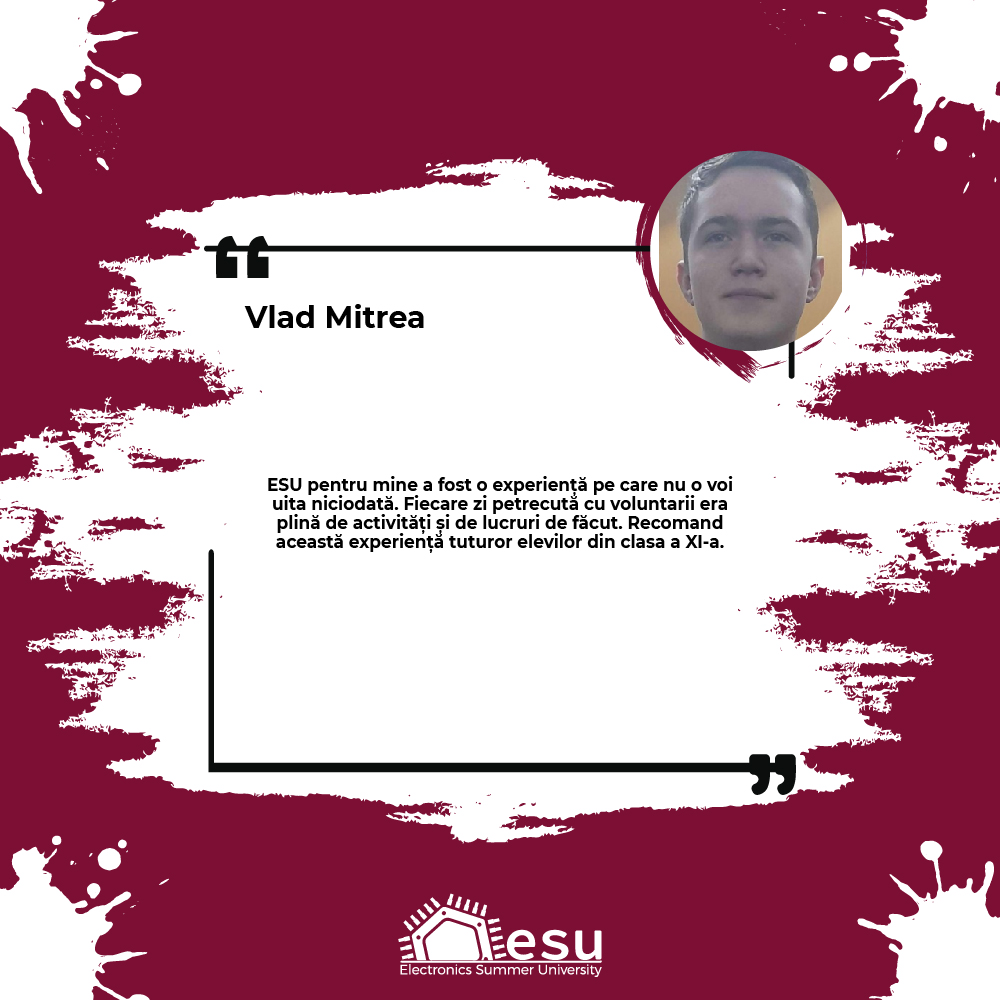 Vlad Mitrea
ESU pentru mine a fost o experiență pe care nu o voi
uita niciodată. Fiecare zi petrecută cu voluntarii era
plină de activități și de lucruri de făcut. Recomand
această experiență tuturor elevilor din clasa a XI-a.
esu
Electronics Summer University